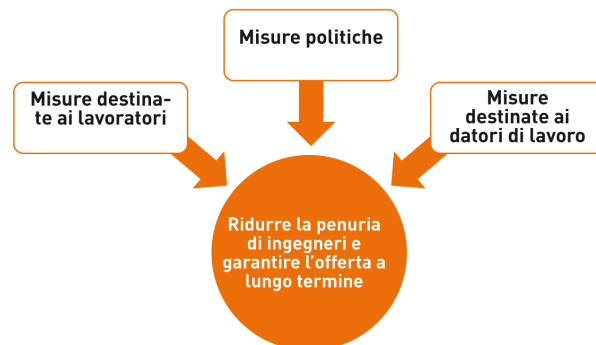 Misure politiche
Misure destina-
te ai lavoratori
Misure
destinate ai
datori di lavoro
Ridurre la penuria
di ingegneri e
garantire l'offerta a
lungo termine